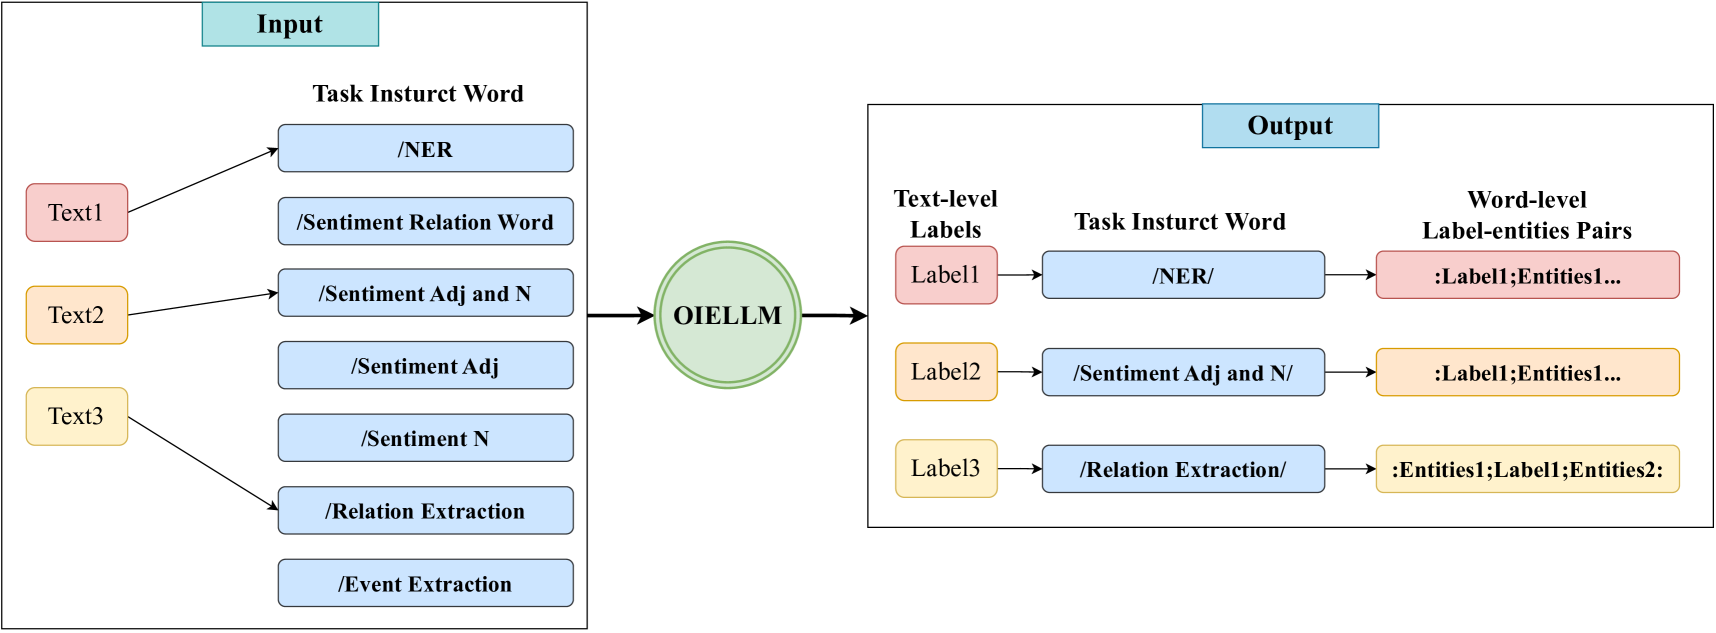 Input
Task Insturct Word
/NER
/Sentiment Relation Word
/Sentiment Adj and N
/Sentiment Adj
/Sentiment N
/Relation Extraction
/Event Extraction
Text1
Text2
Text3
OIELLM
Output
Text-level
Labels
Task Insturct Word
Word-level
Label-entities Pairs
Label1
/NER/
:Label1;Entities1...
Label2
/Sentiment Adj and N/
:Label1;Entities1...
Label3
/Relation Extraction/
:Entities1;Label1;Entities2: